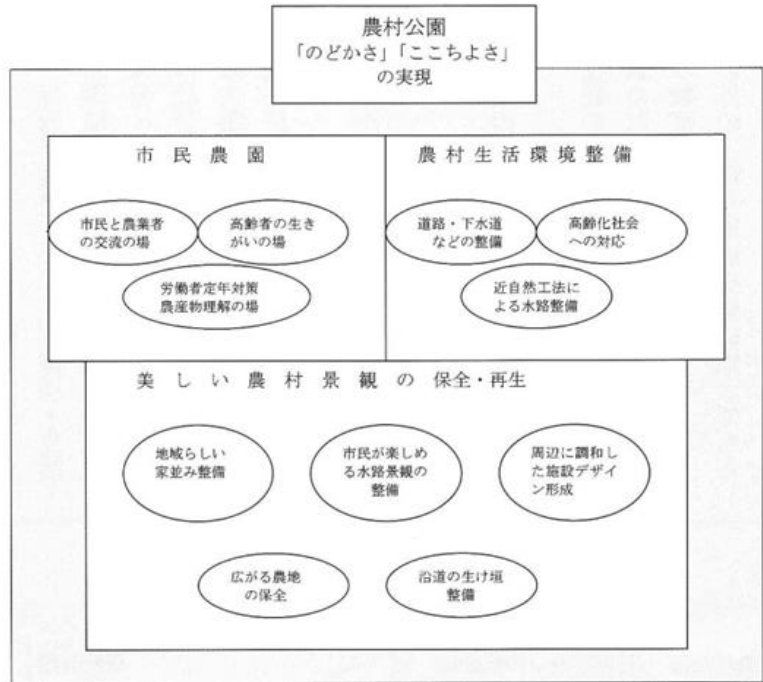 農村公園
「のどかさ」「ここちよさ」
の実現
市民農園
市民と農業者
の交流の場
高齢者の生き
がいの場
労働者定年対策
農産物理解の場
農村生活環境整備
道路・下水道
などの整備
高齢化社会
への対応
近自然工法に
よる水路整備
美しい農村景観の保全・再生
地域らしい
家並み整備
市民が楽しめ
る水路景観の
整備
周辺に調和し
た施設デザイ
ン形成
広がる農地
の保全
沿道の生け垣
整備